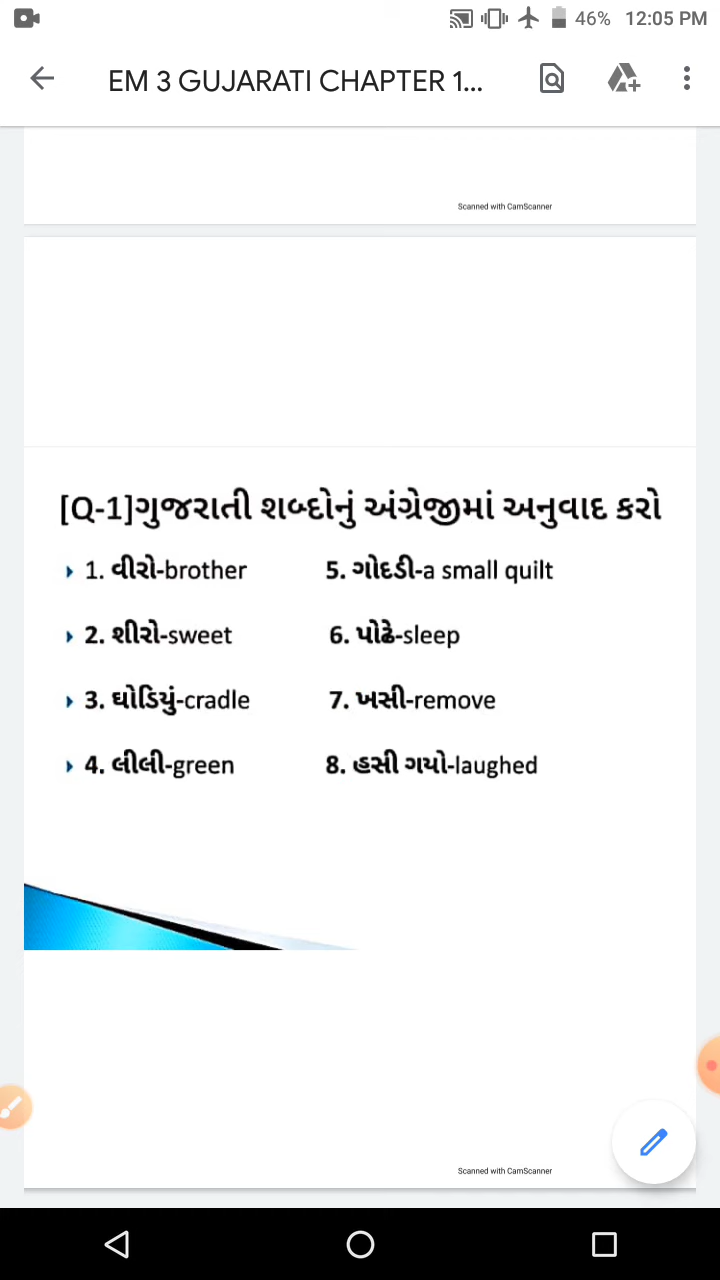 46% 12:05 PM
EM 3 GUJARATI CHAPTER 1...
Scanned with CamScanner
[Q-1]ગુજરાતી શબ્દોનું અંગ્રેજીમાં અનુવાદ કરો
1. વીરો-brother 5. ગોદડી-a small quilt
2. શીરો-sweet 6. પોઢે-sleep
3. ઘોડિયું-cradle 7. ખસી-remove
4. લીલી-green 8. હસી ગયો-laughed
Scanned with CamScanner